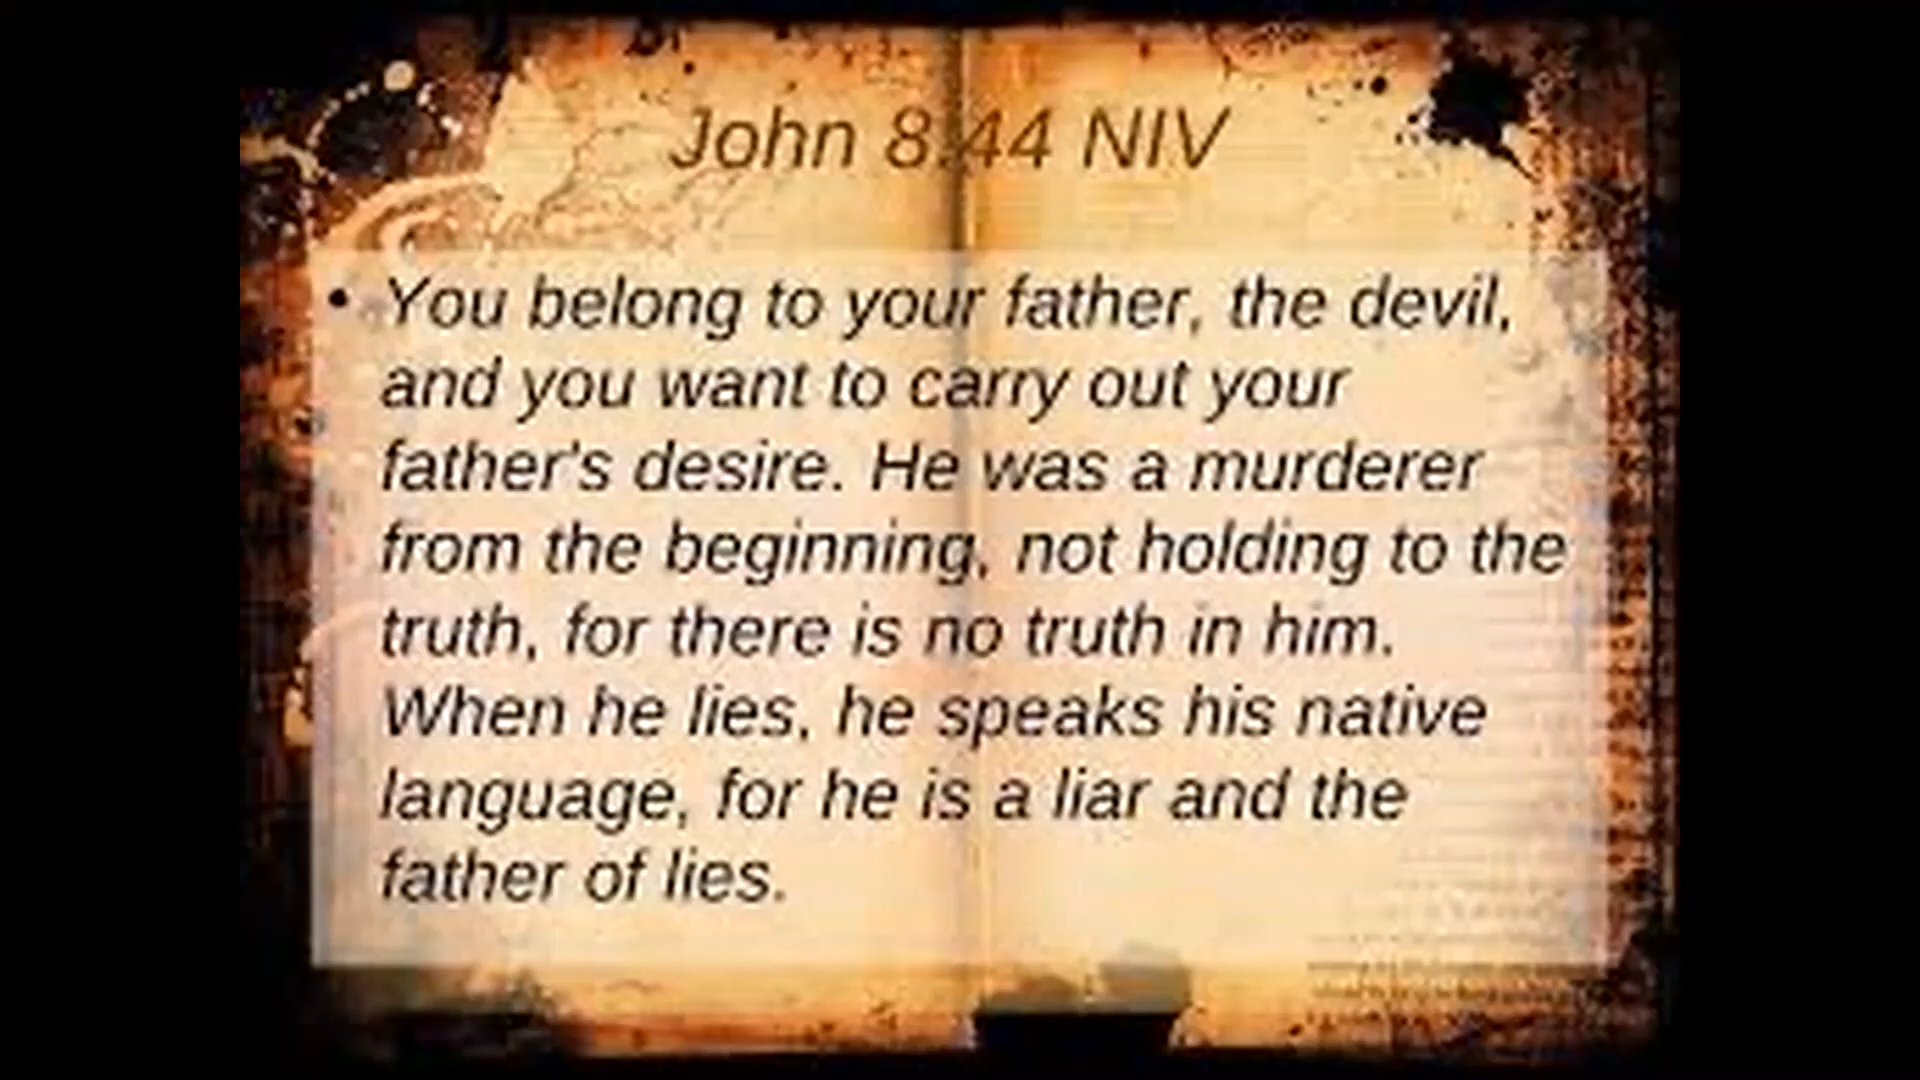 John 8:44 NIV
• You belong to your father, the devil,
and you want to carry out your
father's desire. He was a murderer
from the beginning, not holding to the
truth, for there is no truth in him.
When he lies, he speaks his native
language, for he is a liar and the
father of lies.